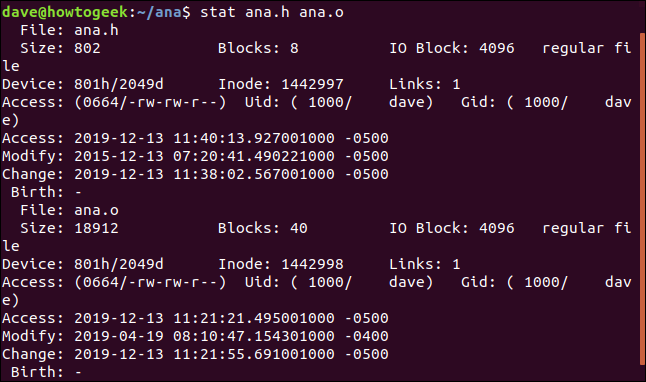 dave@howtogeek:~/ana$ stat ana.h ana.o
  File: ana.h
  Size: 802             Blocks: 8          IO Block: 4096   regular fi
le
Device: 801h/2049d      Inode: 1442997     Links: 1
Access: (0664/-rw-rw-r--)  Uid: ( 1000/    dave)   Gid: ( 1000/    dav
e)
Access: 2019-12-13 11:40:13.927001000 -0500
Modify: 2015-12-13 07:20:41.490221000 -0500
Change: 2019-12-13 11:38:02.567001000 -0500
 Birth: -
  File: ana.o
  Size: 18912           Blocks: 40         IO Block: 4096   regular fi
le
Device: 801h/2049d      Inode: 1442998     Links: 1
Access: (0664/-rw-rw-r--)  Uid: ( 1000/    dave)   Gid: ( 1000/    dav
e)
Access: 2019-12-13 11:21:21.495001000 -0500
Modify: 2019-04-19 08:10:47.154301000 -0400
Change: 2019-12-13 11:21:55.691001000 -0500
 Birth: -